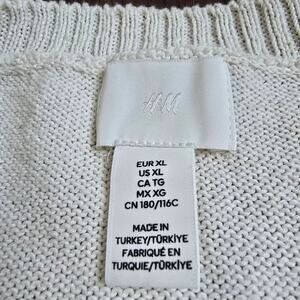 H&M
EUR XL
US XL
CA TG
MX XG
CN 180/116C
MADE IN
TURKEY/TÜRKİYE
FABRIQUÉ EN
TURQUIE/TÜRKİYE